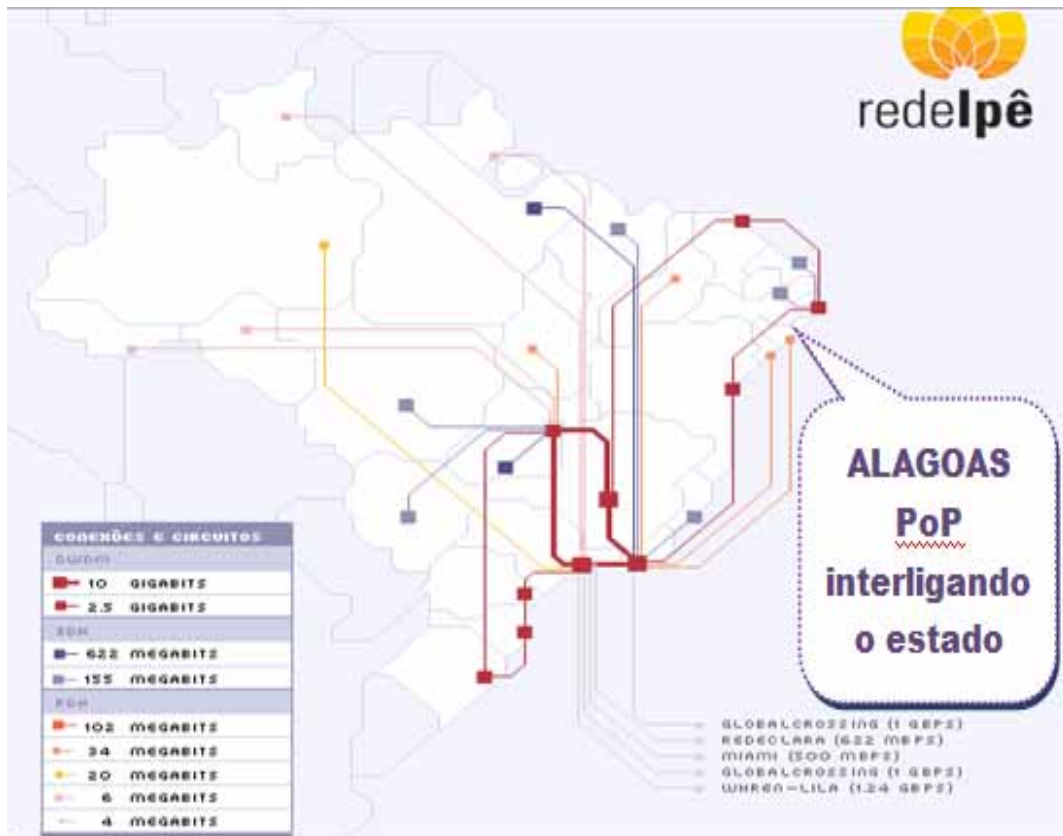 redeIpê
ALAGOAS
PoP
interligando
o estado
CONEXÕES E CIRCUITOS
DWDM
10 GIGABITS
2.5 GIGABITS
SDH
622 MEGABITS
155 MEGABITS
PDH
102 MEGABITS
34 MEGABITS
20 MEGABITS
6 MEGABITS
4 MEGABITS
GLOBALCROSSING (1 GBPS)
REDECLARA (622 MBPS)
MIAMI (500 MBPS)
GLOBALCROSSING (1 GBPS)
WHREN-LILA (1.24 GBPS)